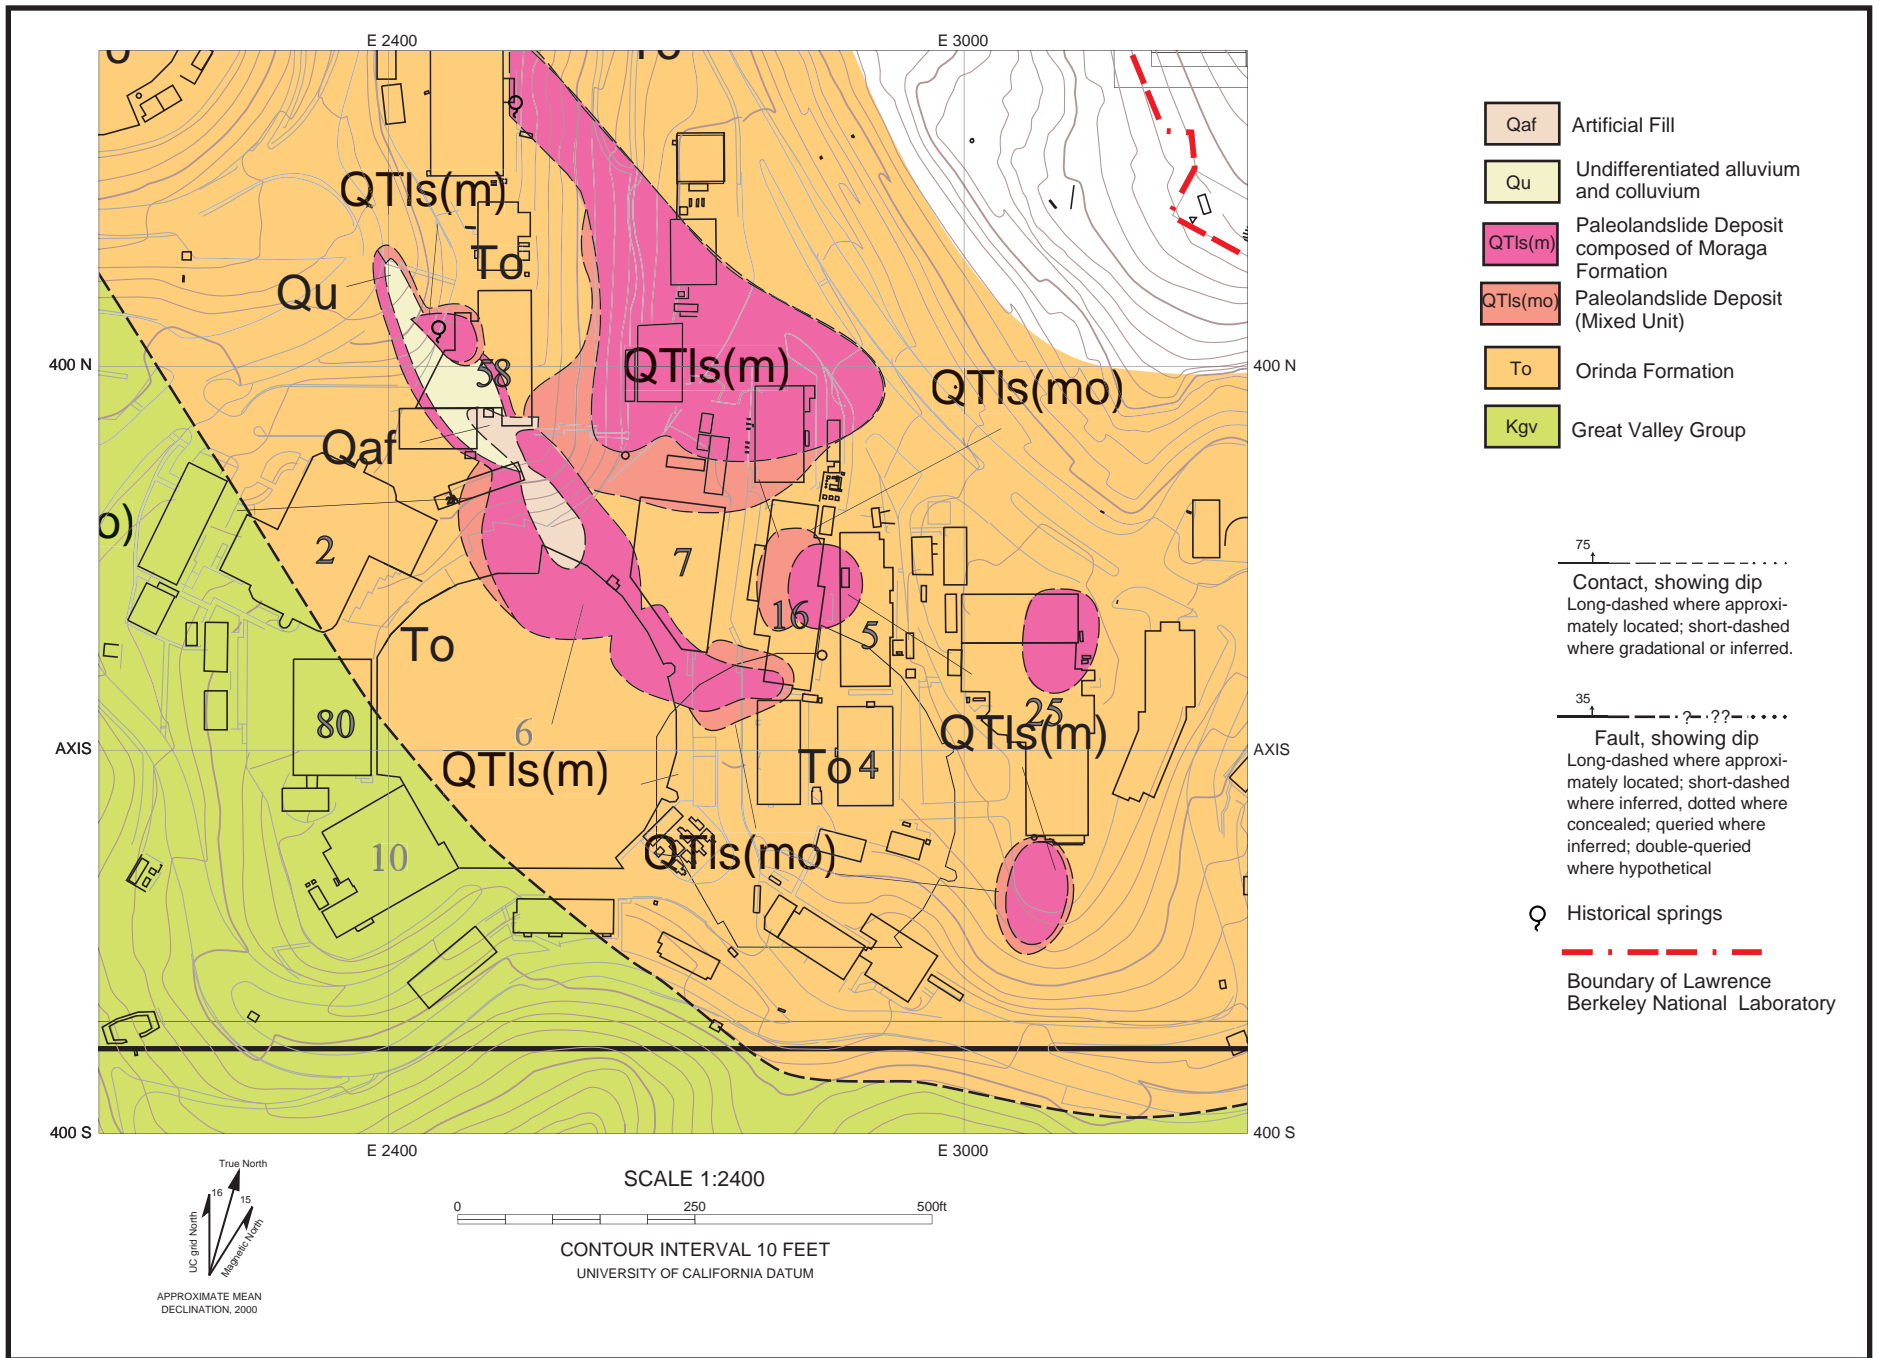 E 2400
E 3000
QTls(m)
To
Qu
58
400 N
400 N
QTls(m)
QTls(mo)
Qaf
o)
2
7
16
5
To
80
6
25
QTls(m)
AXIS
AXIS
QTls(m)
To
4
QTls(mo)
10
400 S
400 S
E 2400
E 3000
Qaf
Artificial Fill
Qu
Undifferentiated alluvium
and colluvium
QTls(m)
Paleolandslide Deposit
composed of Moraga
Formation
QTls(mo)
Paleolandslide Deposit
(Mixed Unit)
To
Orinda Formation
Kgv
Great Valley Group
75
Contact, showing dip
Long-dashed where approxi-
mately located; short-dashed
where gradational or inferred.
35
? ??
Fault, showing dip
Long-dashed where approxi-
mately located; short-dashed
where inferred, dotted where
concealed; queried where
inferred; double-queried
where hypothetical
Historical springs
Boundary of Lawrence
Berkeley National Laboratory
True North
16
15
UC grid North
Magnetic North
APPROXIMATE MEAN
DECLINATION, 2000
SCALE 1:2400
0 250 500ft
CONTOUR INTERVAL 10 FEET
UNIVERSITY OF CALIFORNIA DATUM